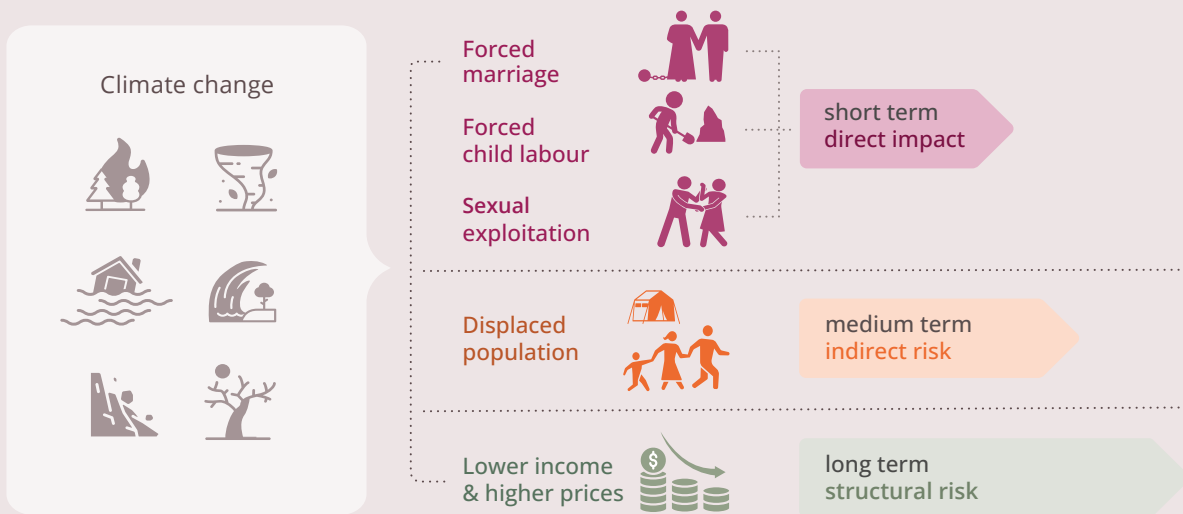 Climate change
Forced
marriage
Forced
child labour
Sexual
exploitation
short term
direct impact
Displaced
population
medium term
indirect risk
$
Lower income
& higher prices
long term
structural risk